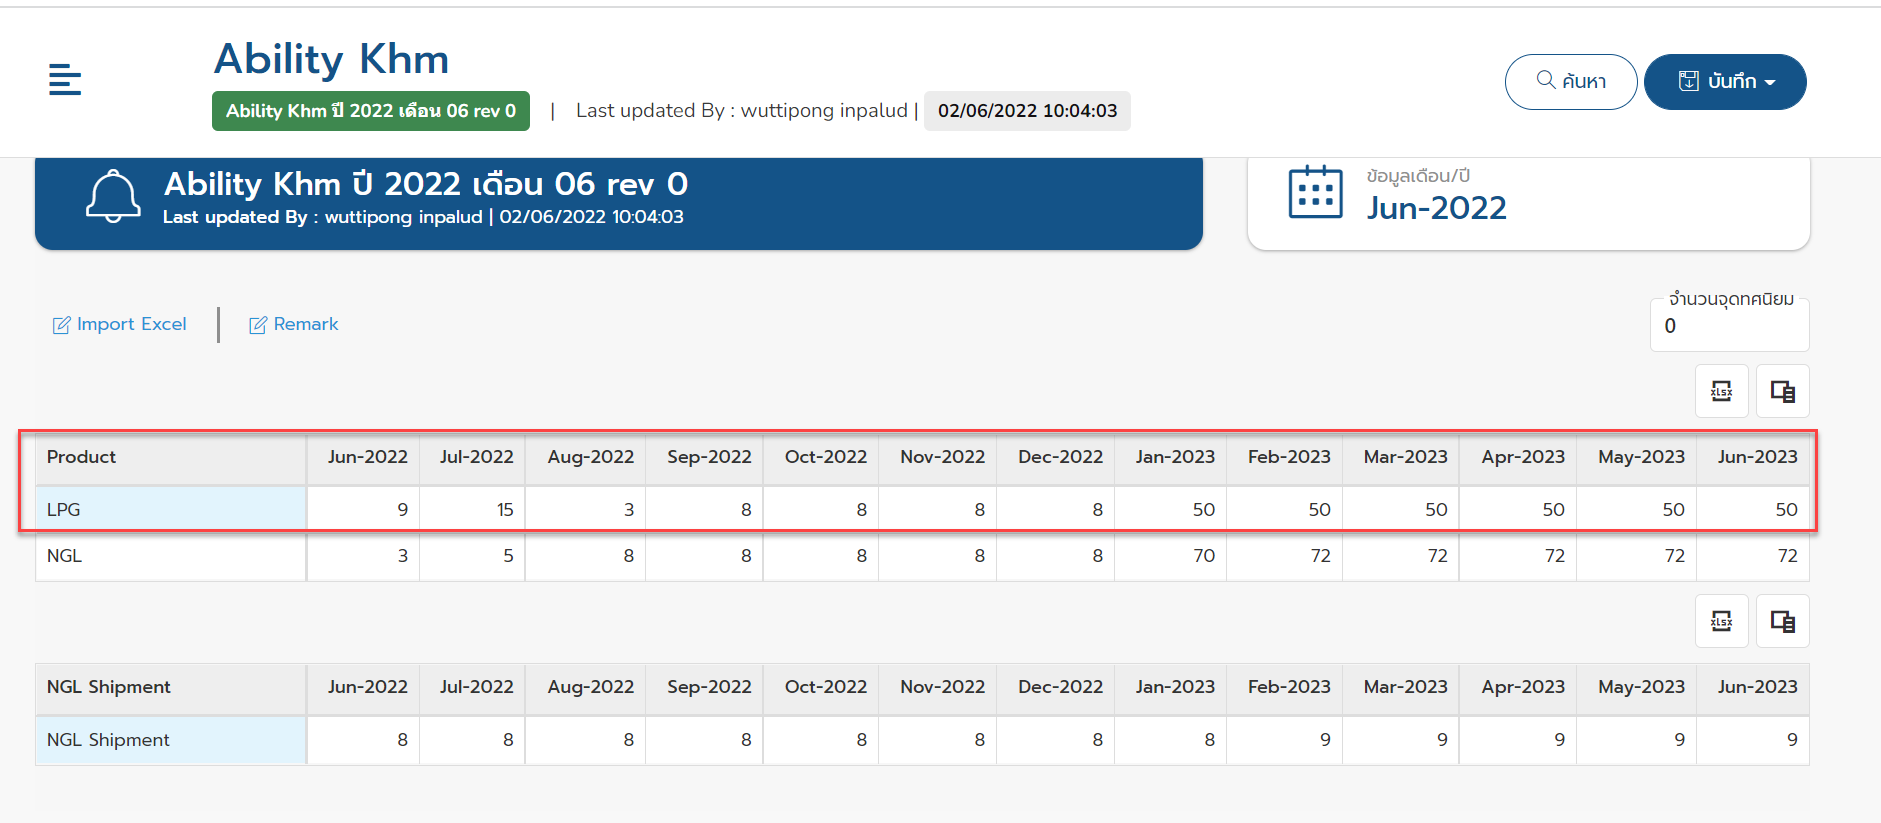 Ability Khm
Ability Khm ปี 2022 เดือน 06 rev 0 | Last updated By : wuttipong inpalud | 02/06/2022 10:04:03
ค้นหา
บันทึก
Ability Khm ปี 2022 เดือน 06 rev 0
Last updated By : wuttipong inpalud | 02/06/2022 10:04:03
ข้อมูลเดือน/ปี
Jun-2022
Import Excel | Remark
จำนวนจุดทศนิยม
0
xlsx
Product Jun-2022 Jul-2022 Aug-2022 Sep-2022 Oct-2022 Nov-2022 Dec-2022 Jan-2023 Feb-2023 Mar-2023 Apr-2023 May-2023 Jun-2023
LPG 9 15 3 8 8 8 8 50 50 50 50 50 50
NGL 3 5 8 8 8 8 8 70 72 72 72 72 72
xlsx
NGL Shipment Jun-2022 Jul-2022 Aug-2022 Sep-2022 Oct-2022 Nov-2022 Dec-2022 Jan-2023 Feb-2023 Mar-2023 Apr-2023 May-2023 Jun-2023
NGL Shipment 8 8 8 8 8 8 8 8 9 9 9 9 9